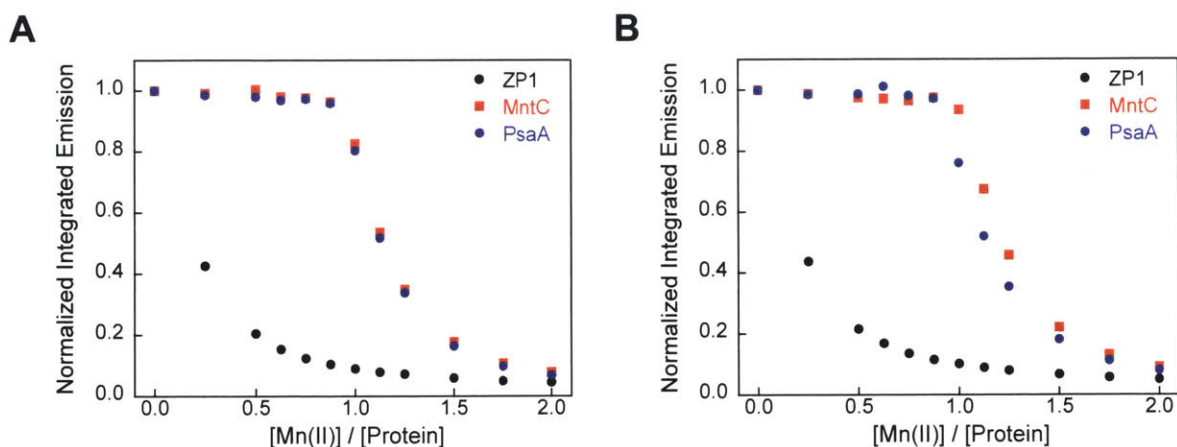 A
Normalized Integrated Emission
1.0
0.8
0.6
0.4
0.2
0.0
ZP1
MntC
PsaA
0.0
0.5
1.0
1.5
2.0
[Mn(II)] / [Protein]
B
Normalized Integrated Emission
1.0
0.8
0.6
0.4
0.2
0.0
ZP1
MntC
PsaA
0.0
0.5
1.0
1.5
2.0
[Mn(II)] / [Protein]